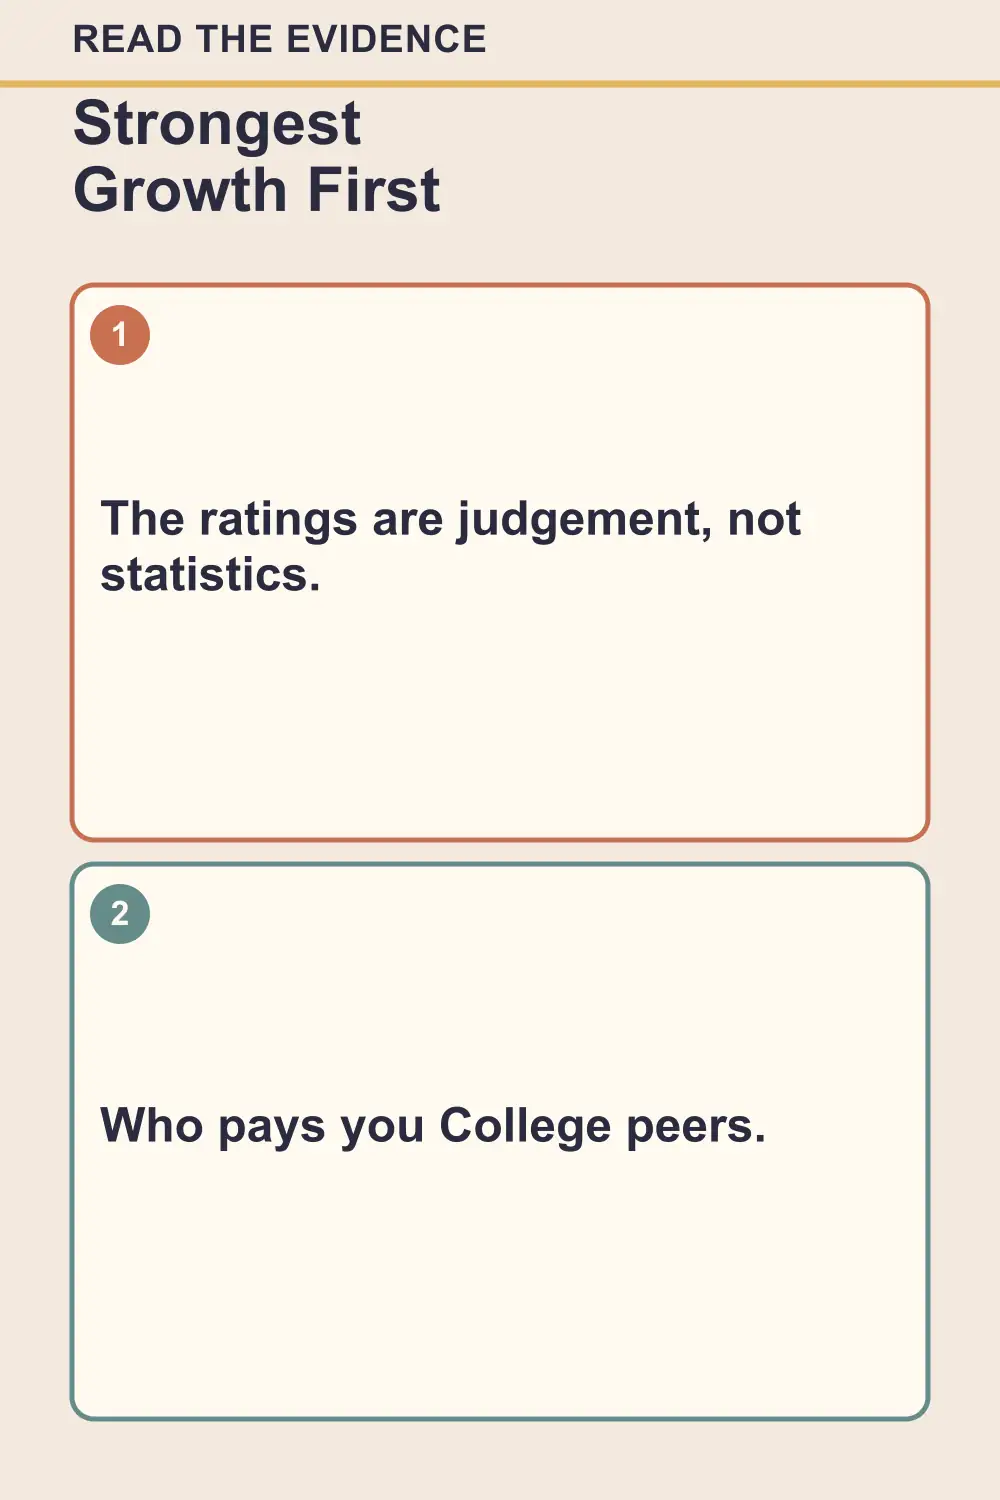 READ THE EVIDENCE
Strongest
Growth First
1
The ratings are judgement, not
statistics.
2
Who pays you College peers.